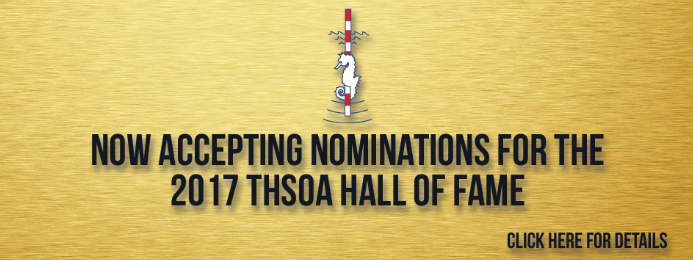 NOW ACCEPTING NOMINATIONS FOR THE
2017 THSOA HALL OF FAME
CLICK HERE FOR DETAILS